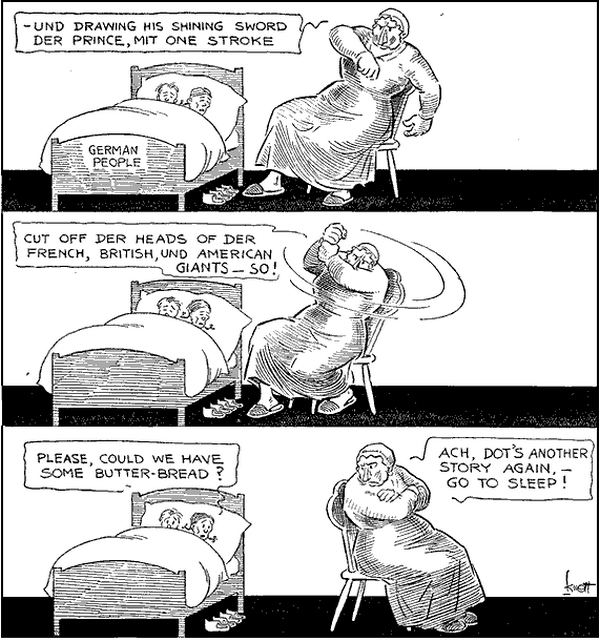 -UND DRAWING HIS SHINING SWORD
DER PRINCE, MIT ONE STROKE
GERMAN
PEOPLE
CUT OFF DER HEADS OF DER
FRENCH, BRITISH, UND AMERICAN
GIANTS — SO!
PLEASE, COULD WE HAVE
SOME BUTTER-BREAD?
ACH, DOT'S ANOTHER
STORY AGAIN, —
GO TO SLEEP!